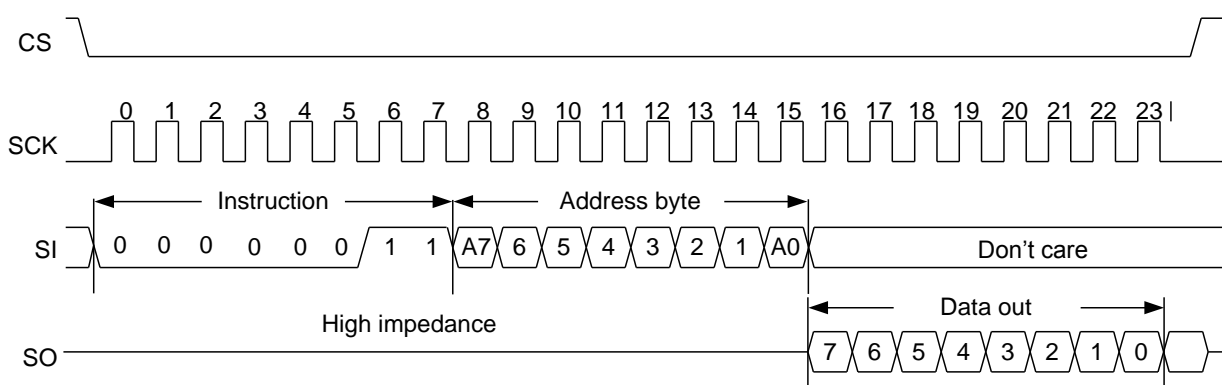 CS
0 1 2 3 4 5 6 7 8 9 10 11 12 13 14 15 16 17 18 19 20 21 22 23
SCK
Instruction Address byte
SI 0 0 0 0 0 0 1 1 A7 6 5 4 3 2 1 A0 Don't care
High impedance Data out
SO 7 6 5 4 3 2 1 0